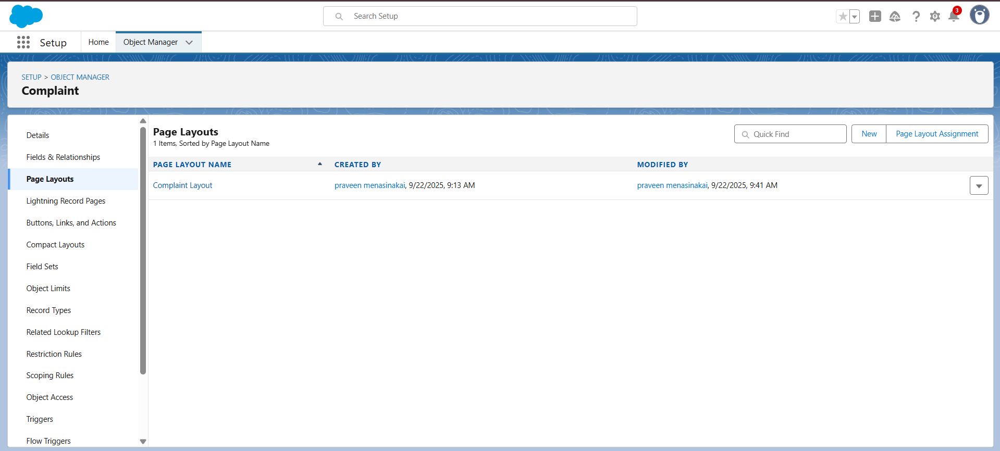 Search Setup
3
Setup
Home
Object Manager
SETUP > OBJECT MANAGER
Complaint
Details
Fields & Relationships
Page Layouts
Lightning Record Pages
Buttons, Links, and Actions
Compact Layouts
Field Sets
Object Limits
Record Types
Related Lookup Filters
Restriction Rules
Scoping Rules
Object Access
Triggers
Flow Triggers
Page Layouts
1 Items, Sorted by Page Layout Name
Quick Find
New
Page Layout Assignment
PAGE LAYOUT NAME CREATED BY MODIFIED BY
Complaint Layout praveen menasinakai, 9/22/2025, 9:13 AM praveen menasinakai, 9/22/2025, 9:41 AM